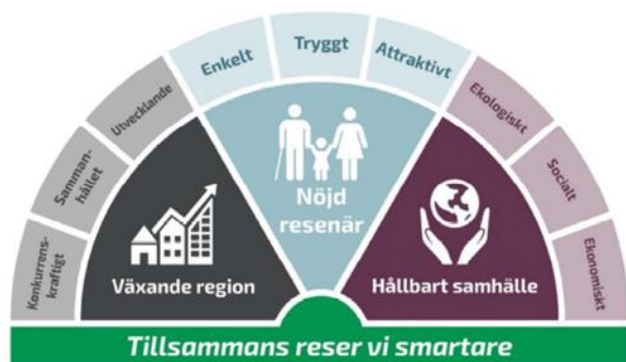 Konkurrens-
kraftigt
Samman-
hållet
Utvecklande
Enkelt
Tryggt
Attraktivt
Ekologiskt
Socialt
Ekonomiskt
Växande region
Nöjd
resenär
Hållbart samhälle
Tillsammans reser vi smartare